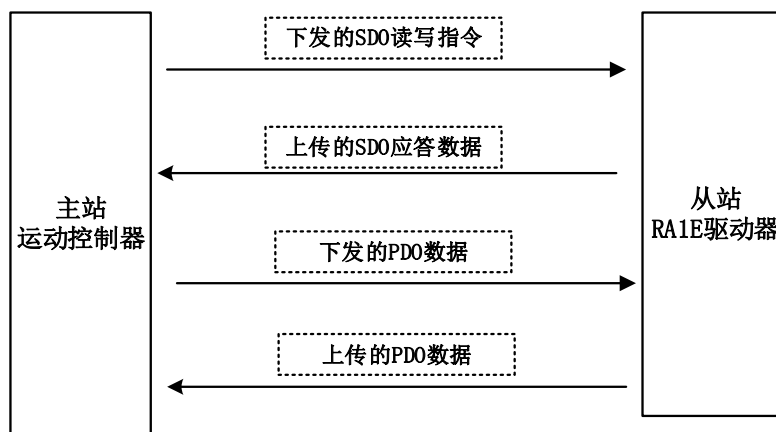 下发的SDO读写指令
上传的SDO应答数据
主站
运动控制器
从站
RA1E驱动器
下发的PDO数据
上传的PDO数据